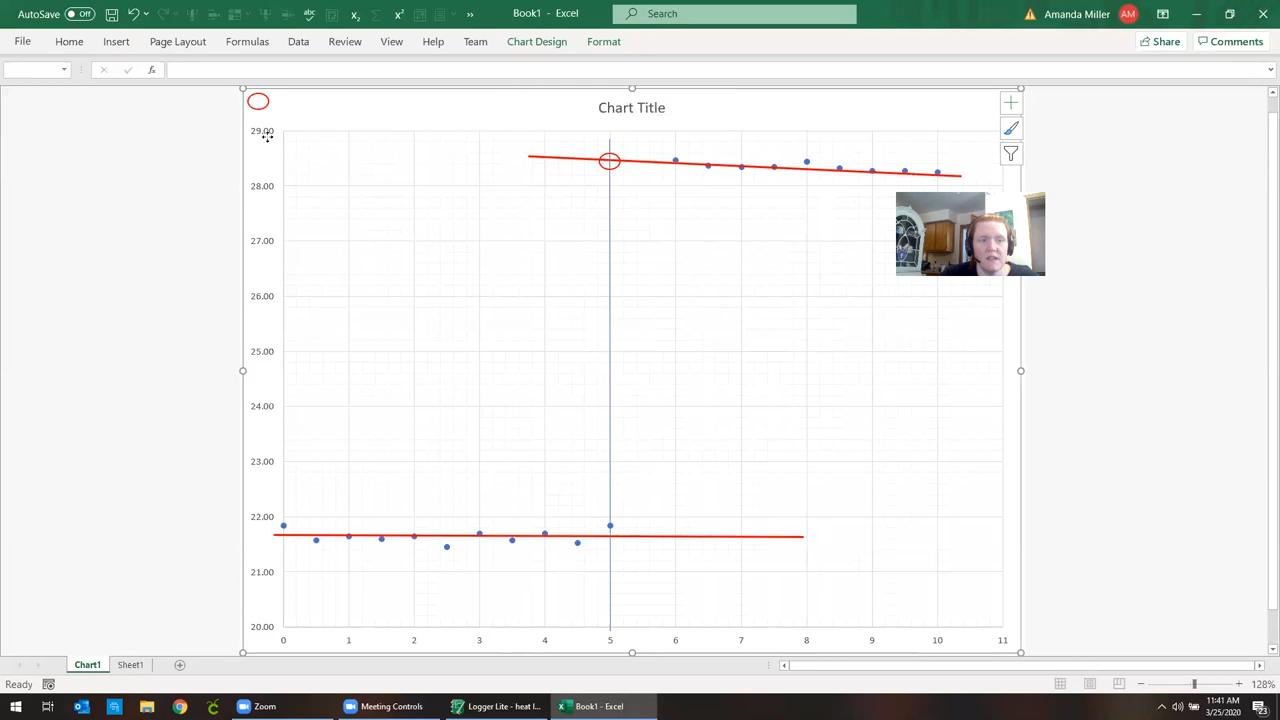 AutoSave Off Book1 - Excel Search Amanda Miller AM
File Home Insert Page Layout Formulas Data Review View Help Team Chart Design Format Share Comments
fx
Chart Title
29.00
28.00
27.00
26.00
25.00
24.00
23.00
22.00
21.00
20.00
0 1 2 3 4 5 6 7 8 9 10 11
Chart1 Sheet1
Ready 128%
Zoom Meeting Controls Logger Lite - heat l... Book1 - Excel 11:41 AM
3/25/2020 23